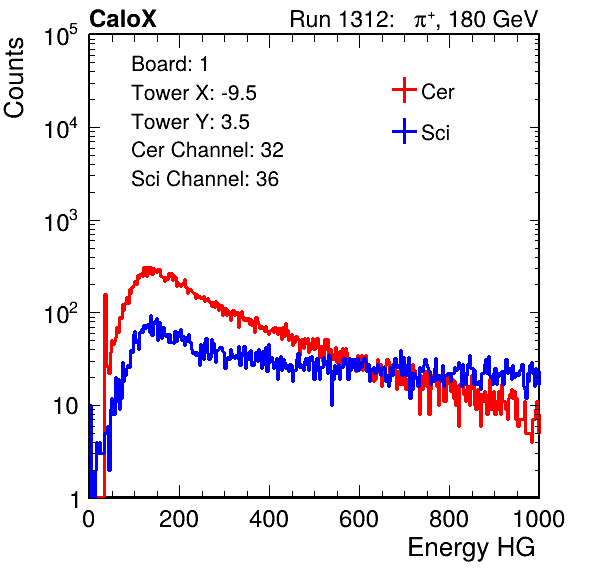 CaloX Run 1312: π⁺, 180 GeV
Board: 1
Tower X: -9.5
Tower Y: 3.5
Cer Channel: 32
Sci Channel: 36
Cer
Sci
Counts
10⁵
10⁴
10³
10²
10
1
0 200 400 600 800 1000
Energy HG